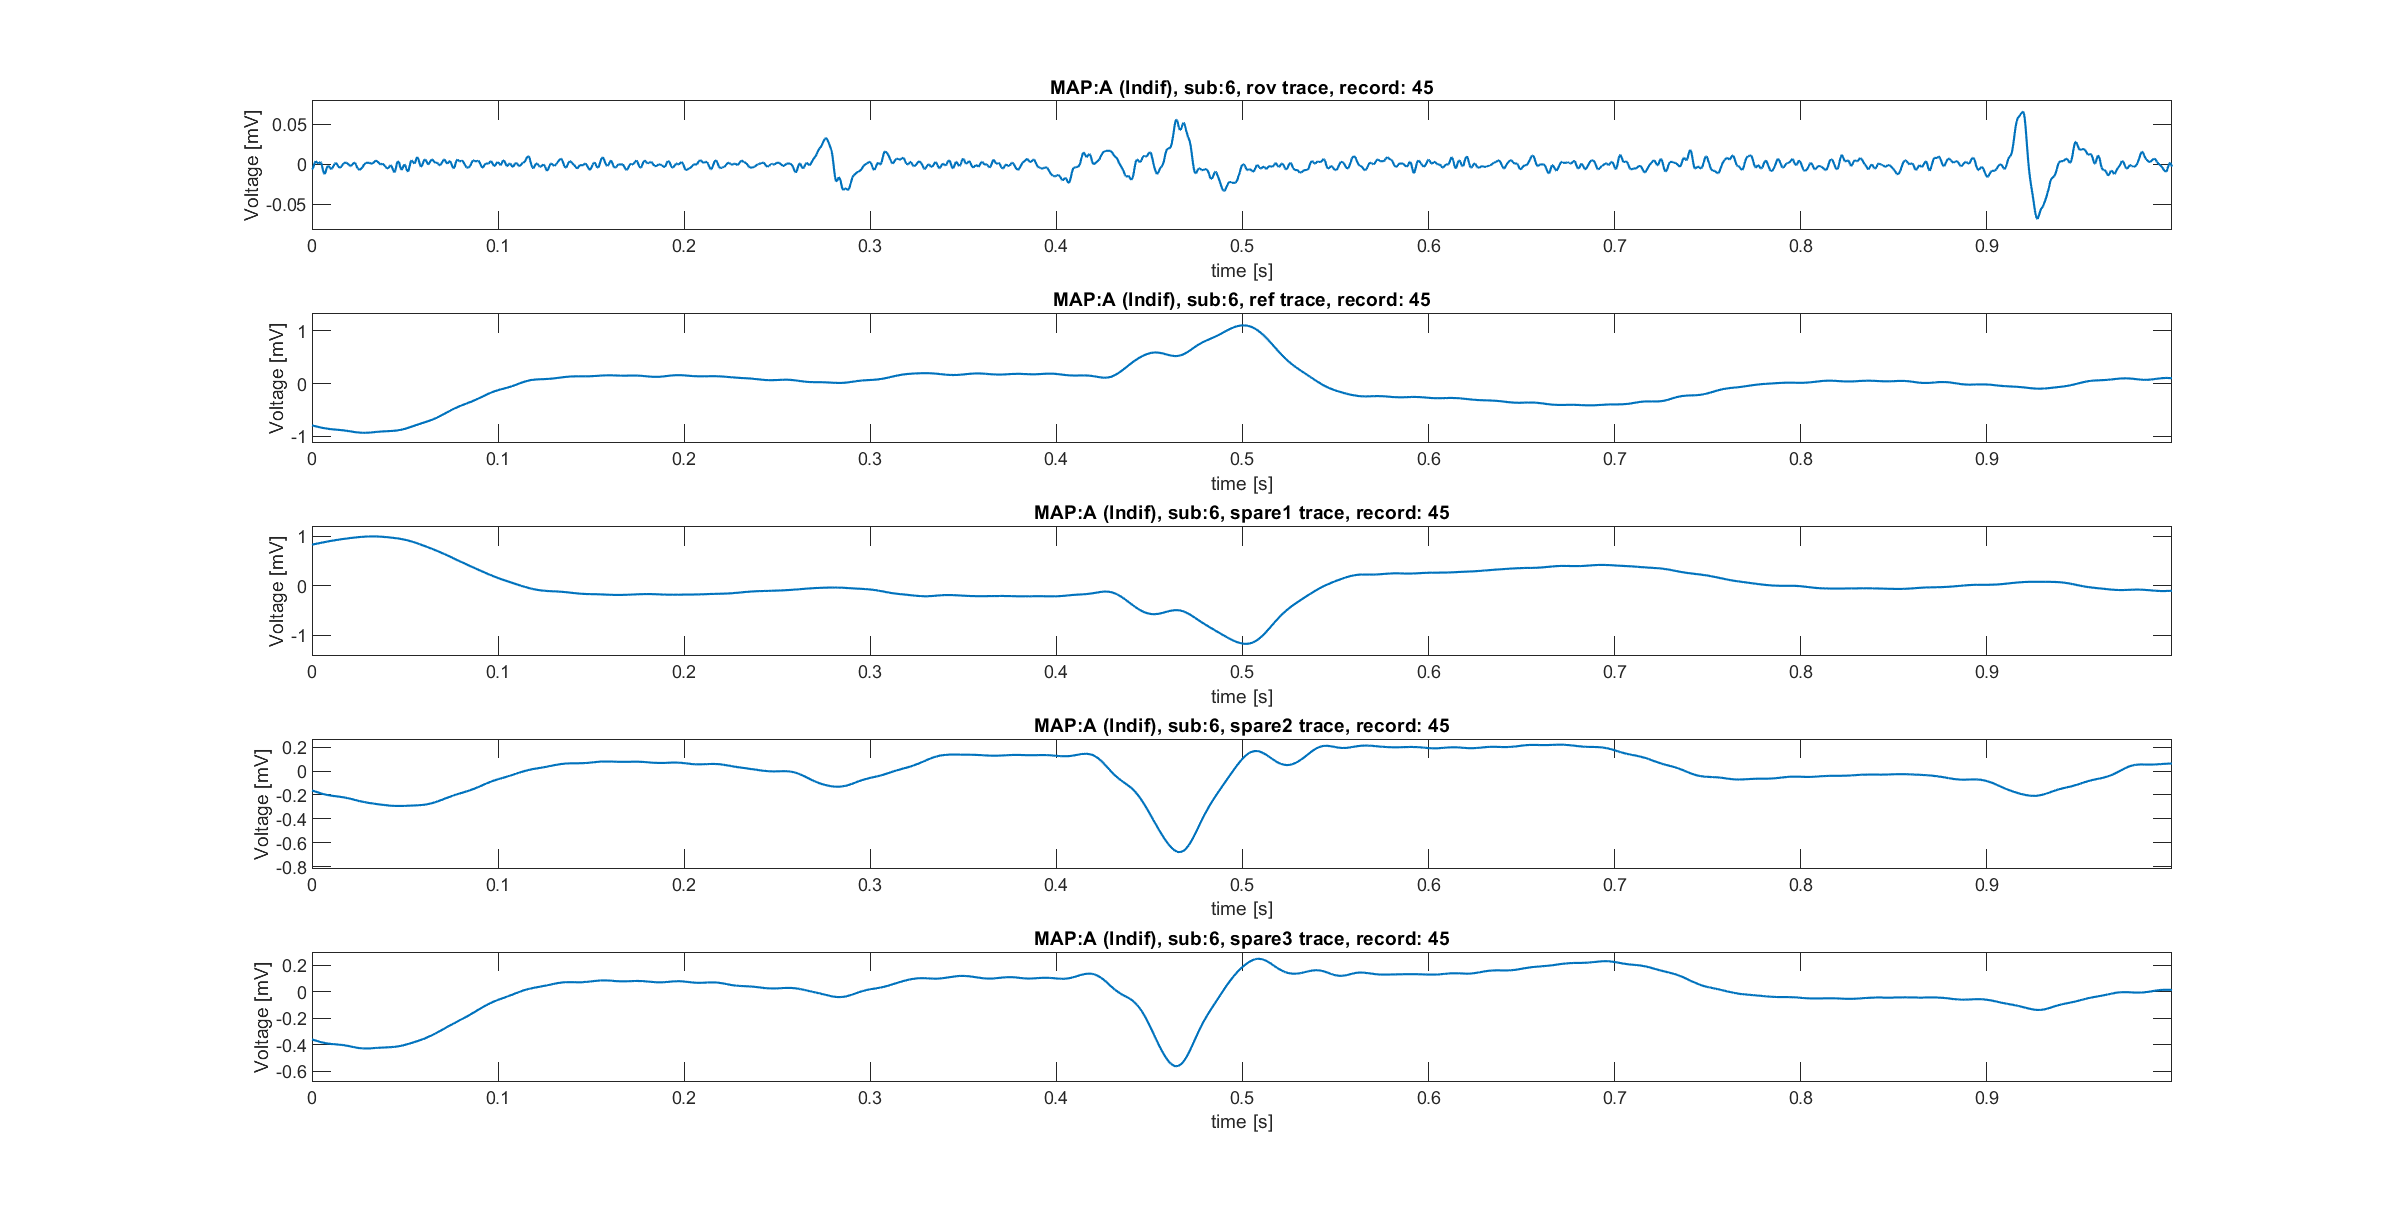 MAP:A (Indif), sub:6, rov trace, record: 45
Voltage [mV]
0.05
0
-0.05
0 0.1 0.2 0.3 0.4 0.5 0.6 0.7 0.8 0.9
time [s]
MAP:A (Indif), sub:6, ref trace, record: 45
Voltage [mV]
1
0
-1
0 0.1 0.2 0.3 0.4 0.5 0.6 0.7 0.8 0.9
time [s]
MAP:A (Indif), sub:6, spare1 trace, record: 45
Voltage [mV]
1
0
-1
0 0.1 0.2 0.3 0.4 0.5 0.6 0.7 0.8 0.9
time [s]
MAP:A (Indif), sub:6, spare2 trace, record: 45
Voltage [mV]
0.2
0
-0.2
-0.4
-0.6
-0.8
0 0.1 0.2 0.3 0.4 0.5 0.6 0.7 0.8 0.9
time [s]
MAP:A (Indif), sub:6, spare3 trace, record: 45
Voltage [mV]
0.2
0
-0.2
-0.4
-0.6
0 0.1 0.2 0.3 0.4 0.5 0.6 0.7 0.8 0.9
time [s]